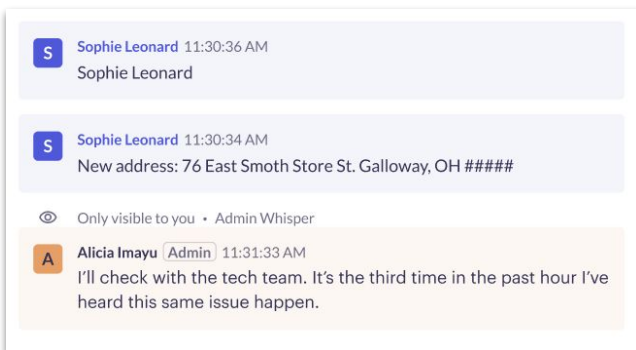 S
Sophie Leonard 11:30:36 AM
Sophie Leonard
S
Sophie Leonard 11:30:34 AM
New address: 76 East Smoth Store St. Galloway, OH #####
Only visible to you • Admin Whisper
A
Alicia Imayu Admin 11:31:33 AM
I'll check with the tech team. It's the third time in the past hour I've
heard this same issue happen.